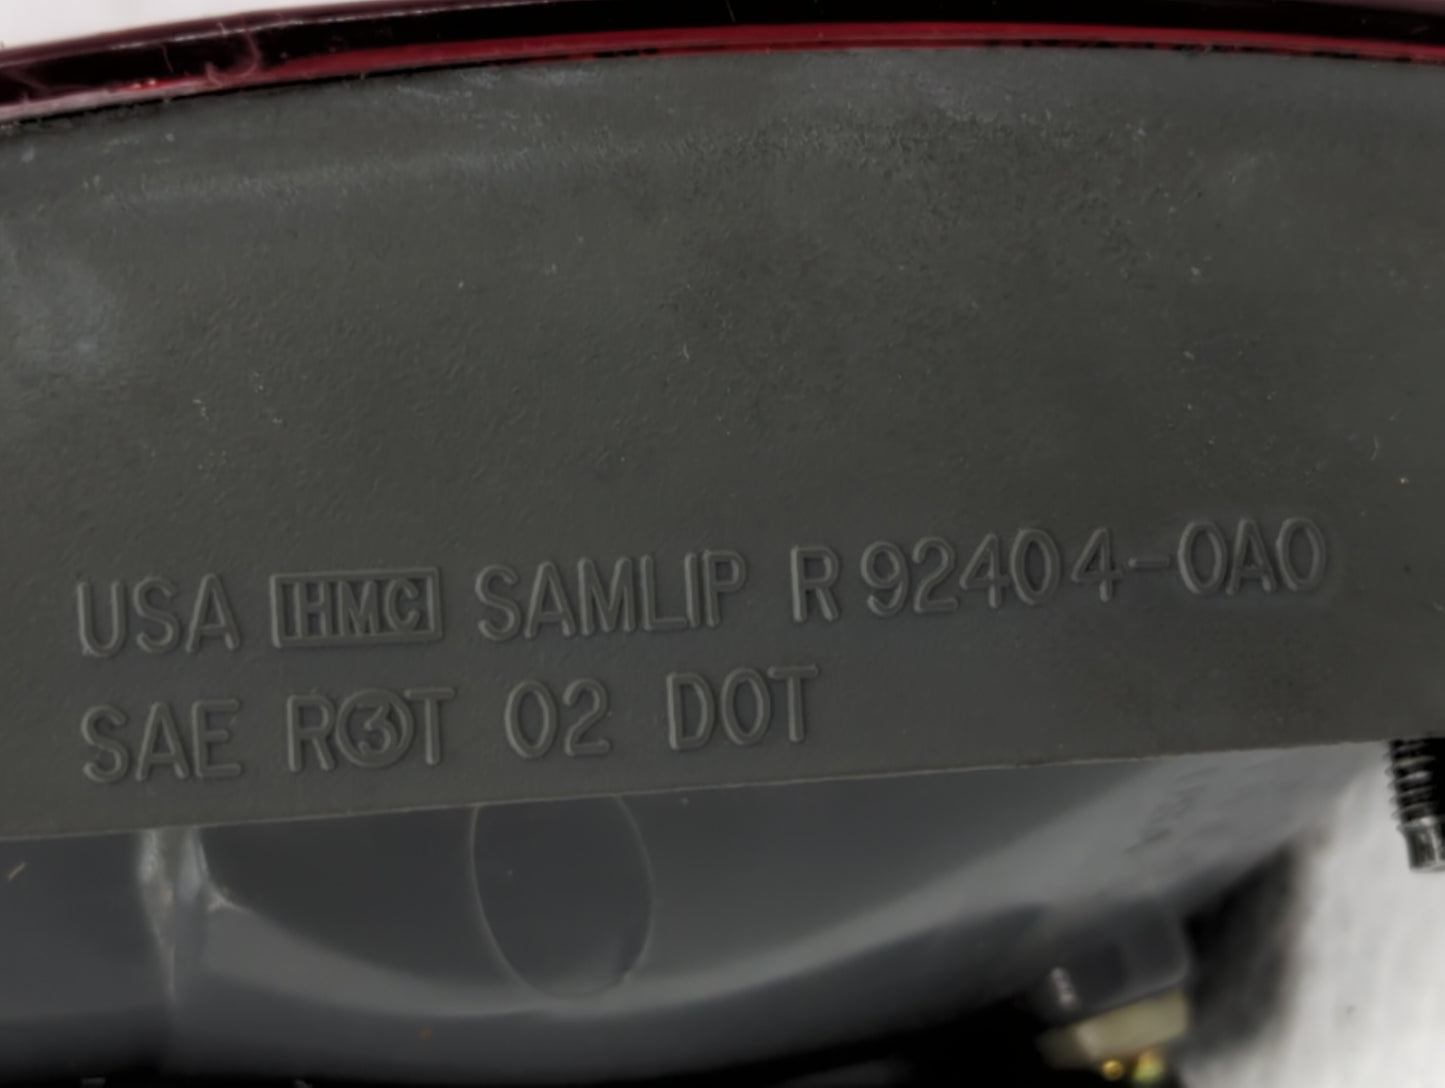 USA HMC SAMLIP R 92404-0A0
SAE R③T 02 DOT